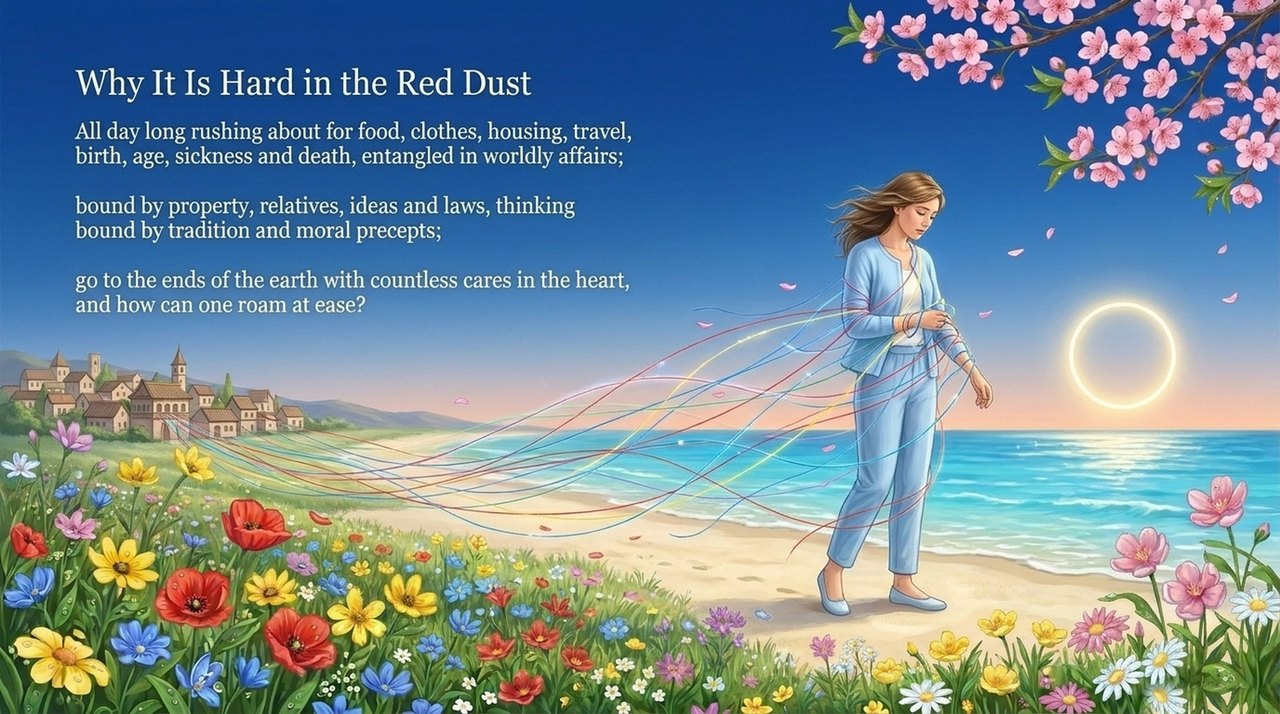 Why It Is Hard in the Red Dust
All day long rushing about for food, clothes, housing, travel,
birth, age, sickness and death, entangled in worldly affairs;
bound by property, relatives, ideas and laws, thinking
bound by tradition and moral precepts;
go to the ends of the earth with countless cares in the heart,
and how can one roam at ease?